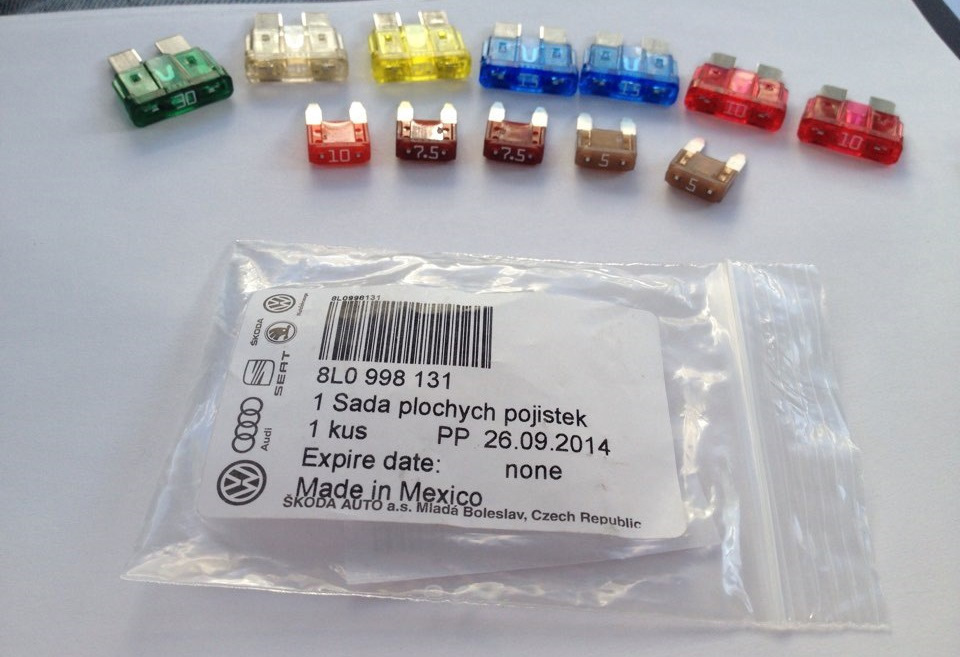 30
15
15
10
10
10
7.5
7.5
5
5
8L0998131
8L0 998 131
1 Sada plochych pojistek
1 kus PP 26.09.2014
Expire date: none
Made in Mexico
ŠKODA AUTO a.s. Mladá Boleslav, Czech Republic
ŠKODA
SEAT
Audi